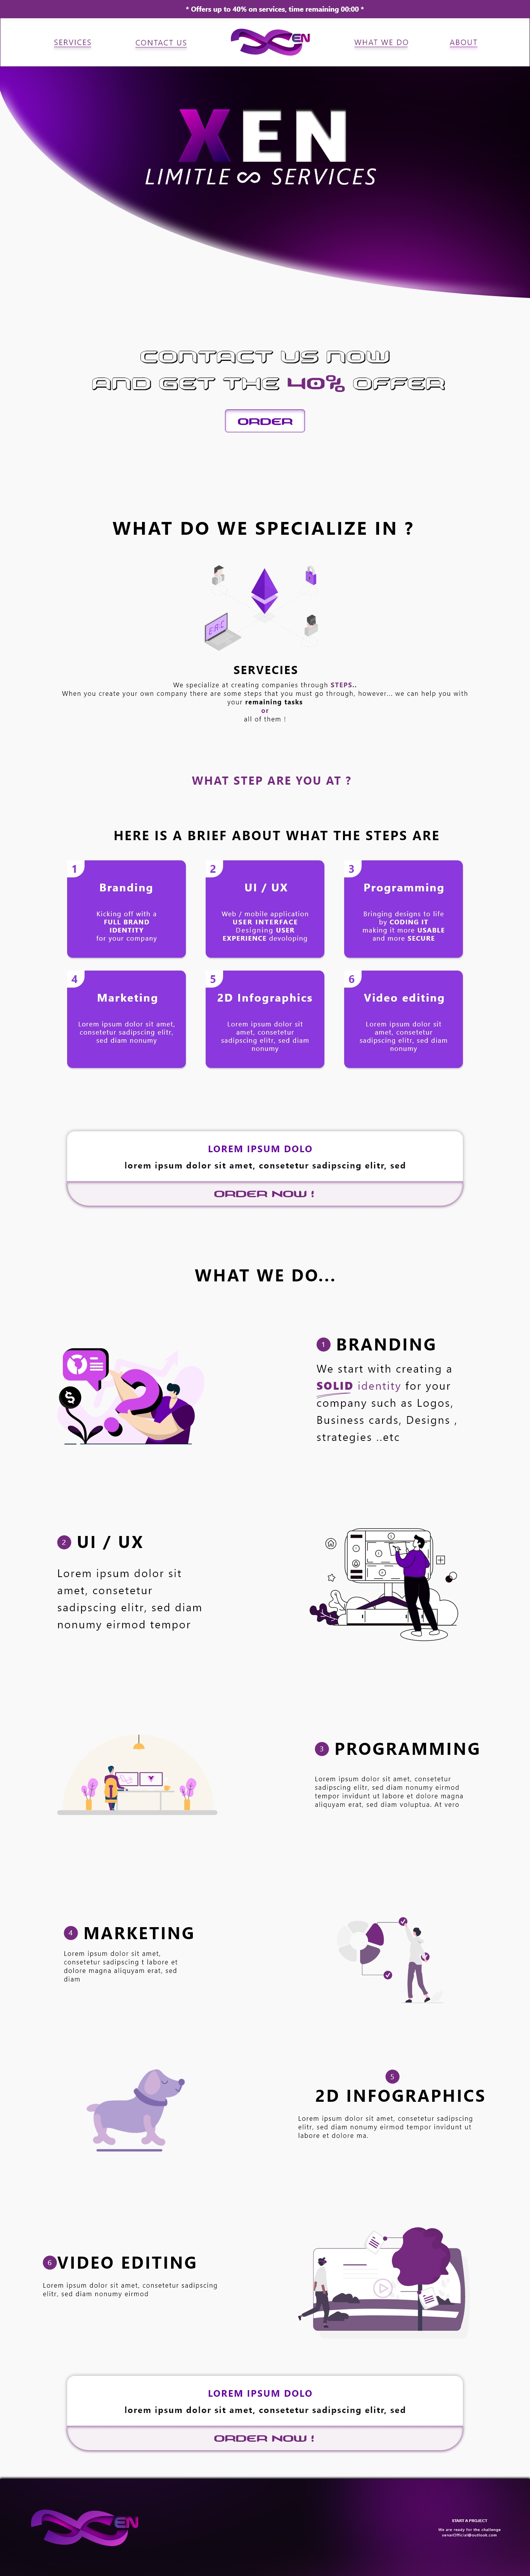 * Offers up to 40% on services, time remaining 00:00 *
SERVICES
CONTACT US
EN
WHAT WE DO
ABOUT
XEN
LIMITLE∞ SERVICES
CONTACT US NOW
AND GET THE 40% OFFER
ORDER
WHAT DO WE SPECIALIZE IN ?
SERVECIES
We specialize at creating companies through STEPS..
When you create your own company there are some steps that you must go through, however... we can help you with
your remaining tasks
or
all of them !
WHAT STEP ARE YOU AT ?
HERE IS A BRIEF ABOUT WHAT THE STEPS ARE
1
Branding
Kicking off with a
FULL BRAND
IDENTITY
for your company
2
UI / UX
Web / mobile application
USER INTERFACE
Designing USER
EXPERIENCE devoloping
3
Programming
Bringing designs to life
by CODING IT
making it more USABLE
and more SECURE
4
Marketing
Lorem ipsum dolor sit amet,
consetetur sadipscing elitr,
sed diam nonumy
5
2D Infographics
Lorem ipsum dolor sit
amet, consetetur
sadipscing elitr, sed diam
nonumy
6
Video editing
Lorem ipsum dolor sit
amet, consetetur
sadipscing elitr, sed diam
nonumy
LOREM IPSUM DOLO
lorem ipsum dolor sit amet, consetetur sadipscing elitr, sed
ORDER NOW !
WHAT WE DO...
1 BRANDING
We start with creating a
SOLID identity for your
company such as Logos,
Business cards, Designs ,
strategies ..etc
2 UI / UX
Lorem ipsum dolor sit
amet, consetetur
sadipscing elitr, sed diam
nonumy eirmod tempor
3 PROGRAMMING
Lorem ipsum dolor sit amet, consetetur
sadipscing elitr, sed diam nonumy eirmod
tempor invidunt ut labore et dolore magna
aliquyam erat, sed diam voluptua. At vero
4 MARKETING
Lorem ipsum dolor sit amet,
consetetur sadipscing t labore et
dolore magna aliquyam erat, sed
diam
5
2D INFOGRAPHICS
Lorem ipsum dolor sit amet, consetetur sadipscing
elitr, sed diam nonumy eirmod tempor invidunt ut
labore et dolore ma.
6 VIDEO EDITING
Lorem ipsum dolor sit amet, consetetur sadipscing
elitr, sed diam nonumy eirmod
LOREM IPSUM DOLO
lorem ipsum dolor sit amet, consetetur sadipscing elitr, sed
ORDER NOW !
EN
START A PROJECT
We are ready for the challenge